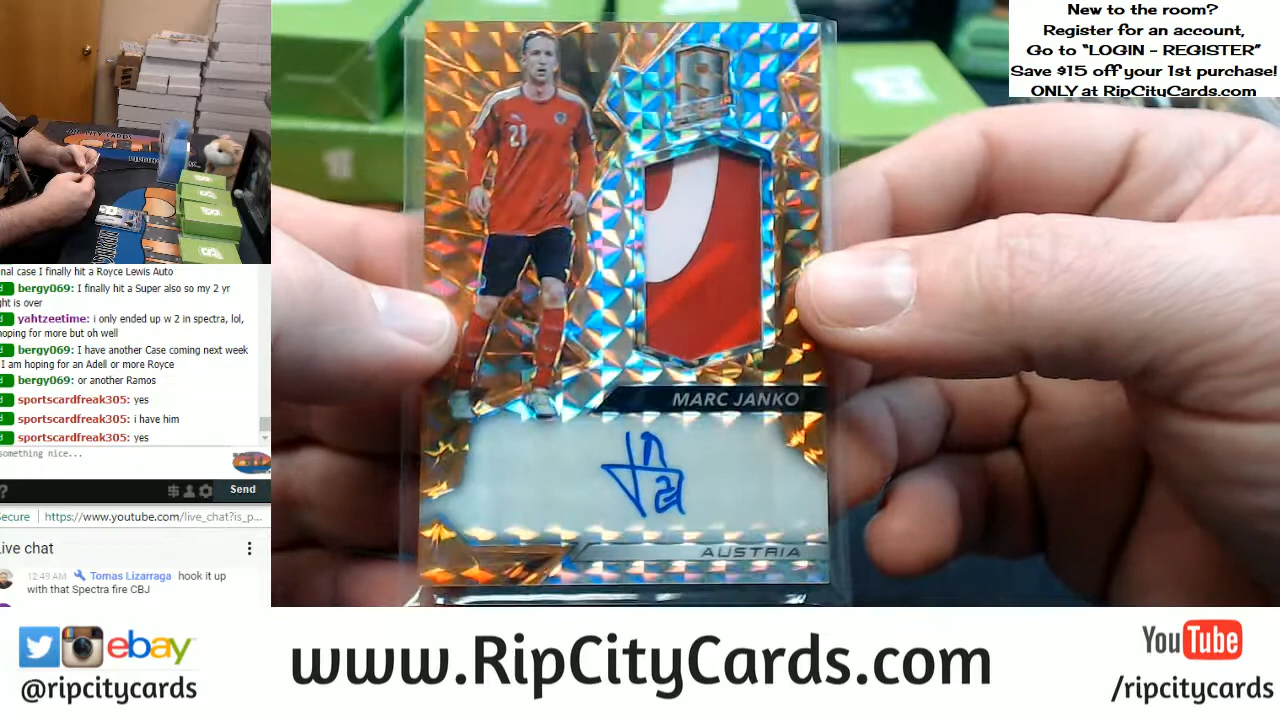 New to the room?
Register for an account,
Go to “LOGIN - REGISTER”
Save $15 off your 1st purchase!
ONLY at RipCityCards.com
21
MARC JANKO
21
AUSTRIA
nal case I finally hit a Royce Lewis Auto
bergy069: I finally hit a Super also so my 2 yr
ght is over
yahtzeetime: i only ended up w 2 in spectra, lol,
oping for more but oh well
bergy069: I have another Case coming next week
I am hoping for an Adell or more Royce
bergy069: or another Ramos
sportscardfreak305: yes
sportscardfreak305: i have him
sportscardfreak305: yes
something nice...
?
$
Send
Secure
https://www.youtube.com/live_chat?is_p...
Live chat
12:49 AM Tomas Lizarraga hook it up
with that Spectra fire CBJ
ebay
@ripcitycards
www.RipCityCards.com
YouTube
/ripcitycards